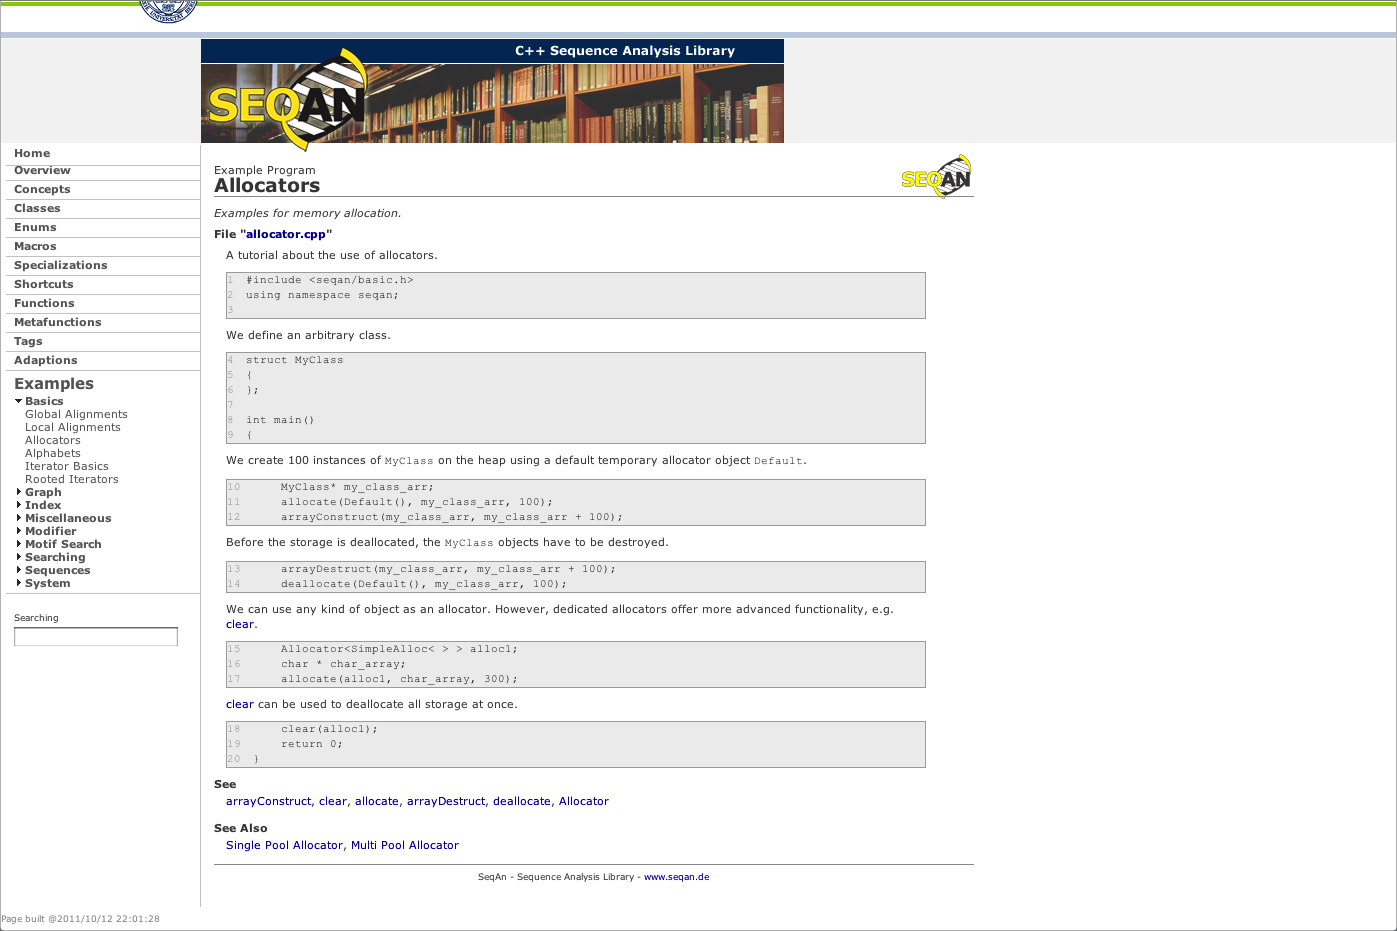 C++ Sequence Analysis Library
SEQAN
Home
Overview
Concepts
Classes
Enums
Macros
Specializations
Shortcuts
Functions
Metafunctions
Tags
Adaptions
Examples
Basics
Global Alignments
Local Alignments
Allocators
Alphabets
Iterator Basics
Rooted Iterators
Graph
Index
Miscellaneous
Modifier
Motif Search
Searching
Sequences
System
Searching
Example Program
Allocators
SEQAN
Examples for memory allocation.
File "allocator.cpp"
A tutorial about the use of allocators.
1 #include <seqan/basic.h>
2 using namespace seqan;
3
We define an arbitrary class.
4 struct MyClass
5 {
6 };
7
8 int main()
9 {
We create 100 instances of MyClass on the heap using a default temporary allocator object Default.
10 MyClass* my_class_arr;
11 allocate(Default(), my_class_arr, 100);
12 arrayConstruct(my_class_arr, my_class_arr + 100);
Before the storage is deallocated, the MyClass objects have to be destroyed.
13 arrayDestruct(my_class_arr, my_class_arr + 100);
14 deallocate(Default(), my_class_arr, 100);
We can use any kind of object as an allocator. However, dedicated allocators offer more advanced functionality, e.g.
clear.
15 Allocator<SimpleAlloc< > > alloc1;
16 char * char_array;
17 allocate(alloc1, char_array, 300);
clear can be used to deallocate all storage at once.
18 clear(alloc1);
19 return 0;
20 }
See
arrayConstruct, clear, allocate, arrayDestruct, deallocate, Allocator
See Also
Single Pool Allocator, Multi Pool Allocator
SeqAn - Sequence Analysis Library - www.seqan.de
Page built @2011/10/12 22:01:28